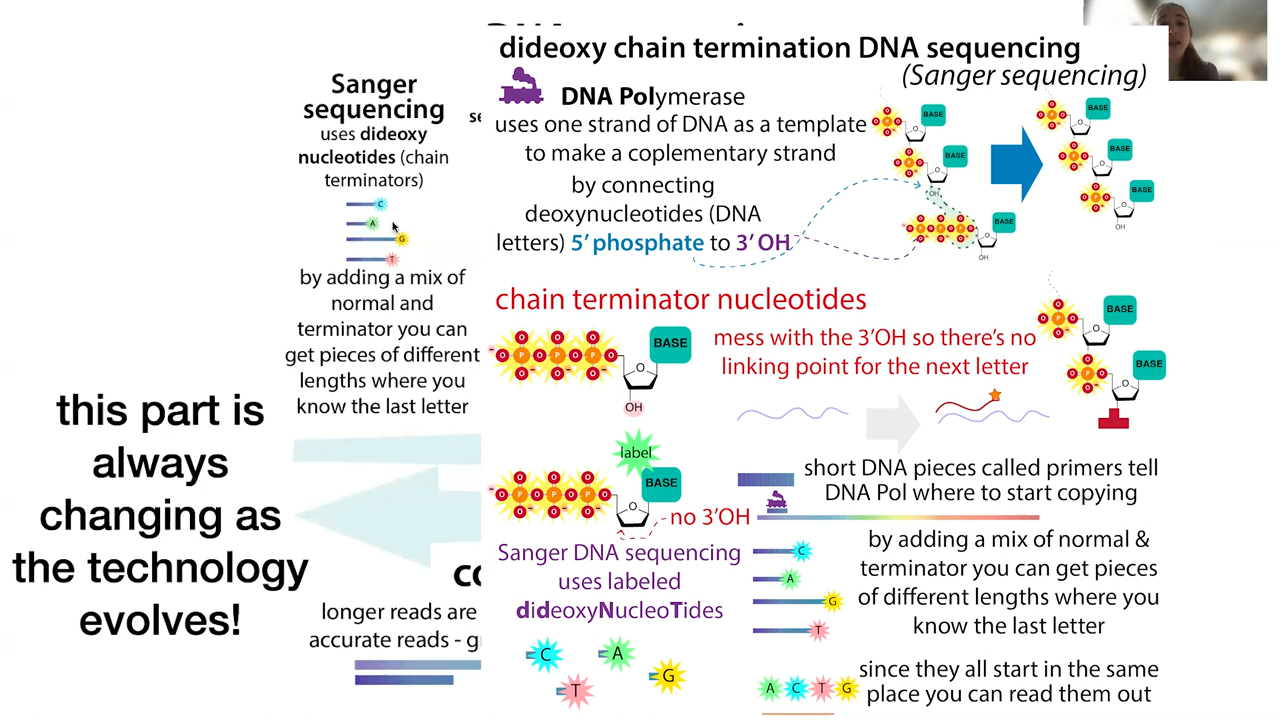 dideoxy chain termination DNA sequencing
(Sanger sequencing)
Sanger
sequencing
uses dideoxy
nucleotides (chain
terminators)
C
A
G
T
by adding a mix of
normal and
terminator you can
get pieces of different
lengths where you
know the last letter
this part is
always
changing as
the technology
evolves!
longer reads are
accurate reads - g
DNA Polymerase
uses one strand of DNA as a template
to make a coplementary strand
by connecting
deoxynucleotides (DNA
letters) 5' phosphate to 3' OH
BASE
BASE
BASE
OH
OH
BASE
BASE
BASE
OH
chain terminator nucleotides
mess with the 3'OH so there's no
linking point for the next letter
BASE
OH
BASE
BASE
label
BASE
no 3'OH
Sanger DNA sequencing
uses labeled
dideoxyNucleoTides
C
A
T
G
short DNA pieces called primers tell
DNA Pol where to start copying
by adding a mix of normal &
terminator you can get pieces
of different lengths where you
know the last letter
C
A
G
T
since they all start in the same
place you can read them out
A C T G